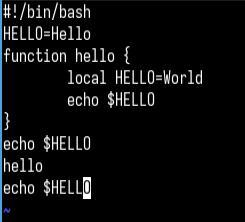 #!/bin/bash
HELLO=Hello
function hello {
        local HELLO=World
        echo $HELLO
}
echo $HELLO
hello
echo $HELLO
~